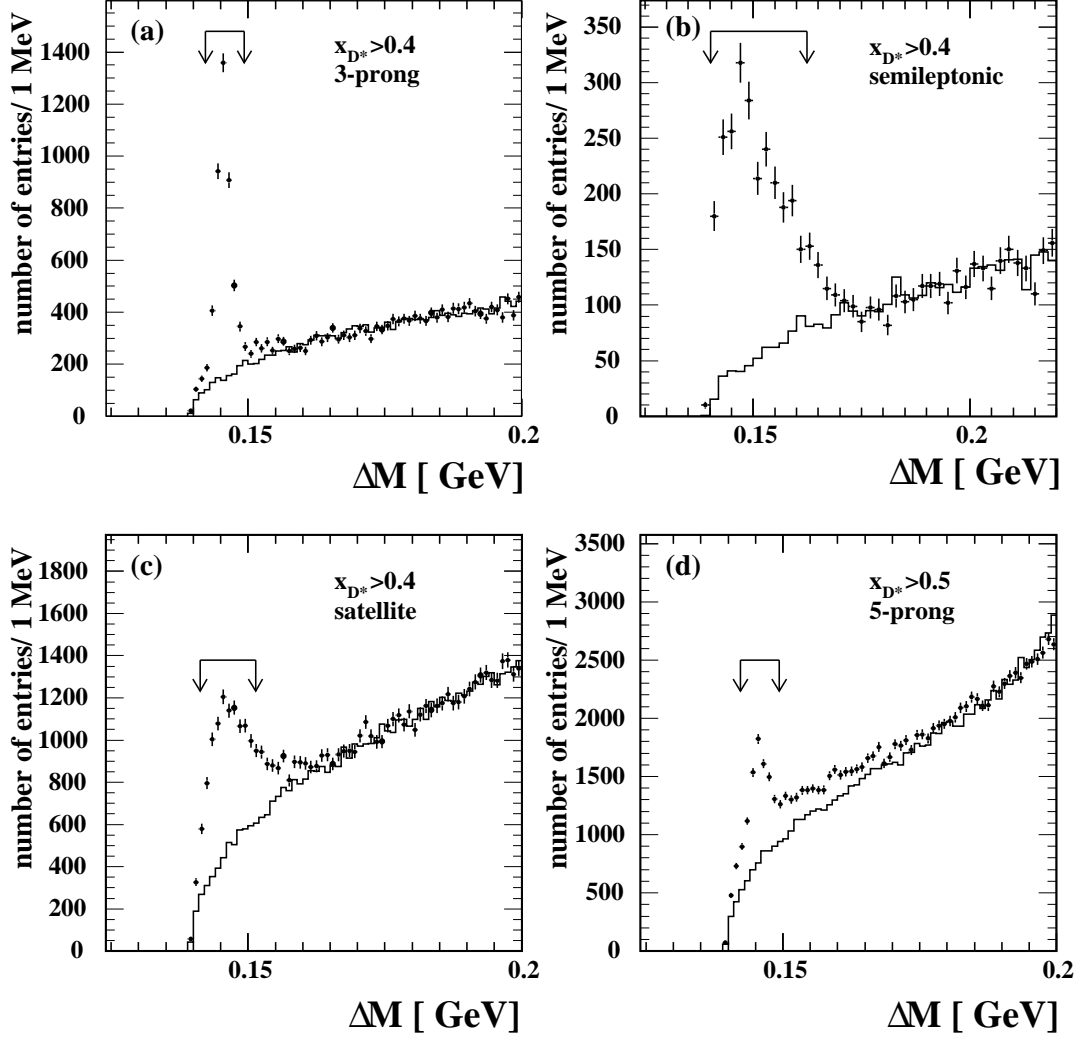 (a)
x_D*>0.4
3-prong
number of entries/ 1 MeV
1400
1200
1000
800
600
400
200
0
0.15 0.2
ΔM [ GeV]
(b)
x_D*>0.4
semileptonic
number of entries/ 1 MeV
350
300
250
200
150
100
50
0
0.15 0.2
ΔM [ GeV]
(c)
x_D*>0.4
satellite
number of entries/ 1 MeV
1800
1600
1400
1200
1000
800
600
400
200
0
0.15 0.2
ΔM [ GeV]
(d)
x_D*>0.5
5-prong
number of entries/ 1 MeV
3500
3000
2500
2000
1500
1000
500
0
0.15 0.2
ΔM [ GeV]